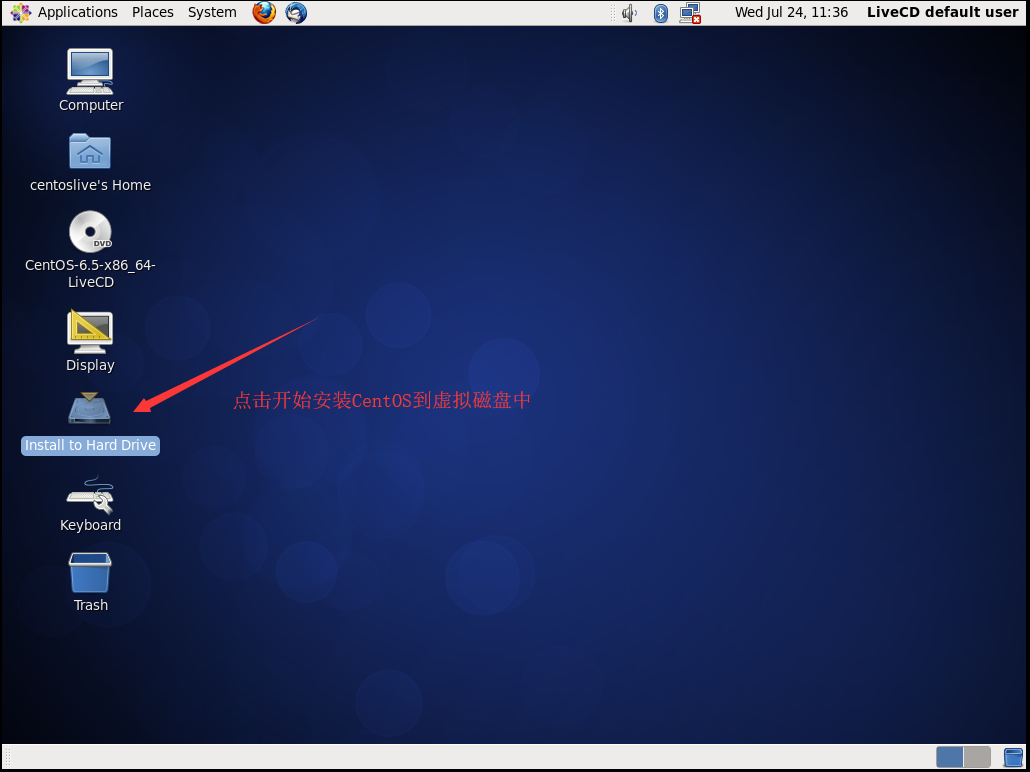 Applications Places System Wed Jul 24, 11:36 LiveCD default user
Computer
centoslive's Home
DVD
CentOS-6.5-x86_64-
LiveCD
Display
点击开始安装CentOS到虚拟磁盘中
Install to Hard Drive
Keyboard
Trash